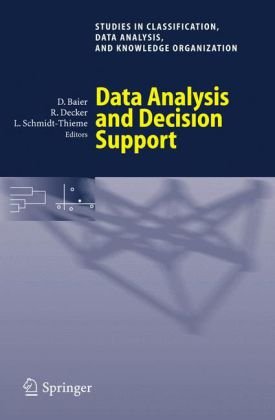 STUDIES IN CLASSIFICATION,
DATA ANALYSIS,
AND KNOWLEDGE ORGANIZATION
D. Baier
R. Decker
L. Schmidt-Thieme
Editors
Data Analysis
and Decision
Support
Springer